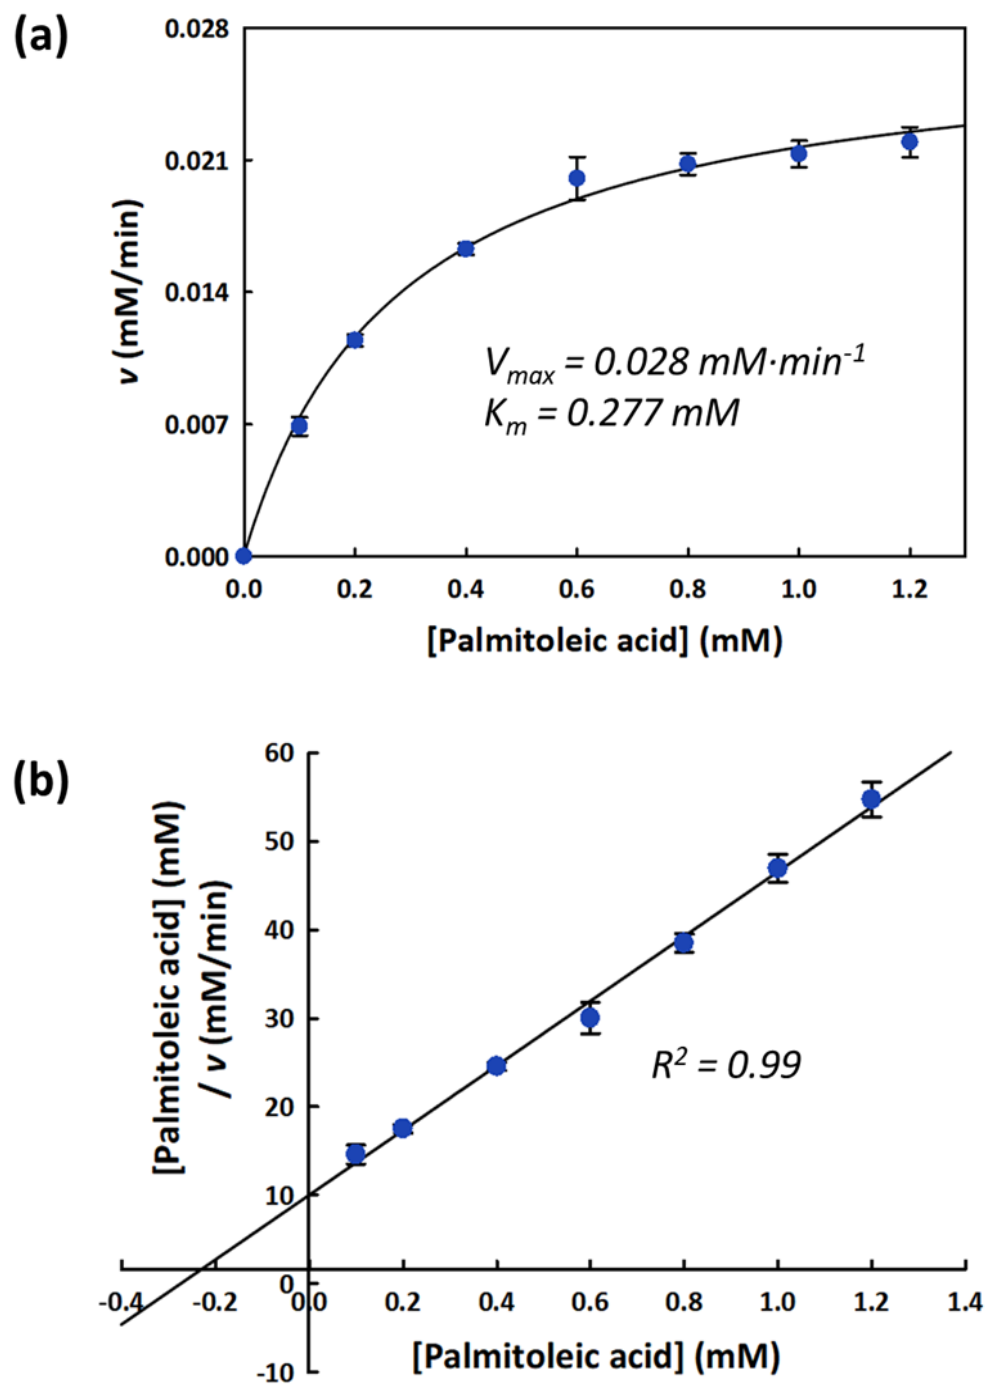 (a)
0.028
0.021
0.014
0.007
0.000
v (mM/min)
Vmax = 0.028 mM·min-1
Km = 0.277 mM
0.0 0.2 0.4 0.6 0.8 1.0 1.2
[Palmitoleic acid] (mM)
(b)
60
50
40
30
20
10
0
-10
[Palmitoleic acid] (mM)
/ v (mM/min)
R2 = 0.99
-0.4 -0.2 0.0 0.2 0.4 0.6 0.8 1.0 1.2 1.4
[Palmitoleic acid] (mM)